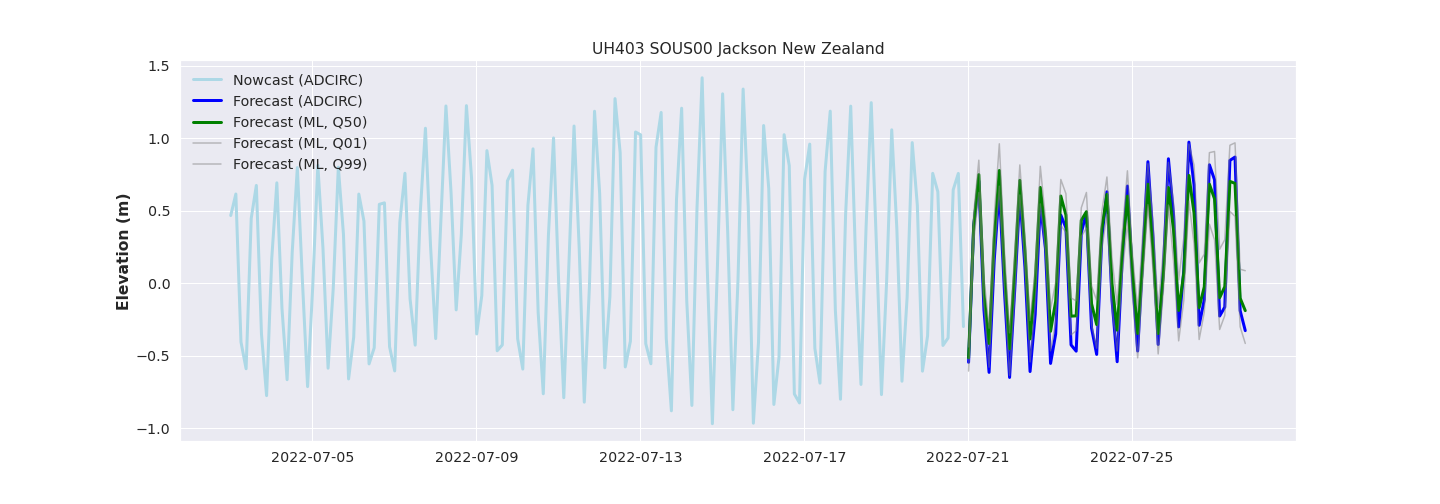 UH403 SOUS00 Jackson New Zealand
Nowcast (ADCIRC)
Forecast (ADCIRC)
Forecast (ML, Q50)
Forecast (ML, Q01)
Forecast (ML, Q99)
Elevation (m)
1.5
1.0
0.5
0.0
−0.5
−1.0
2022-07-05 2022-07-09 2022-07-13 2022-07-17 2022-07-21 2022-07-25